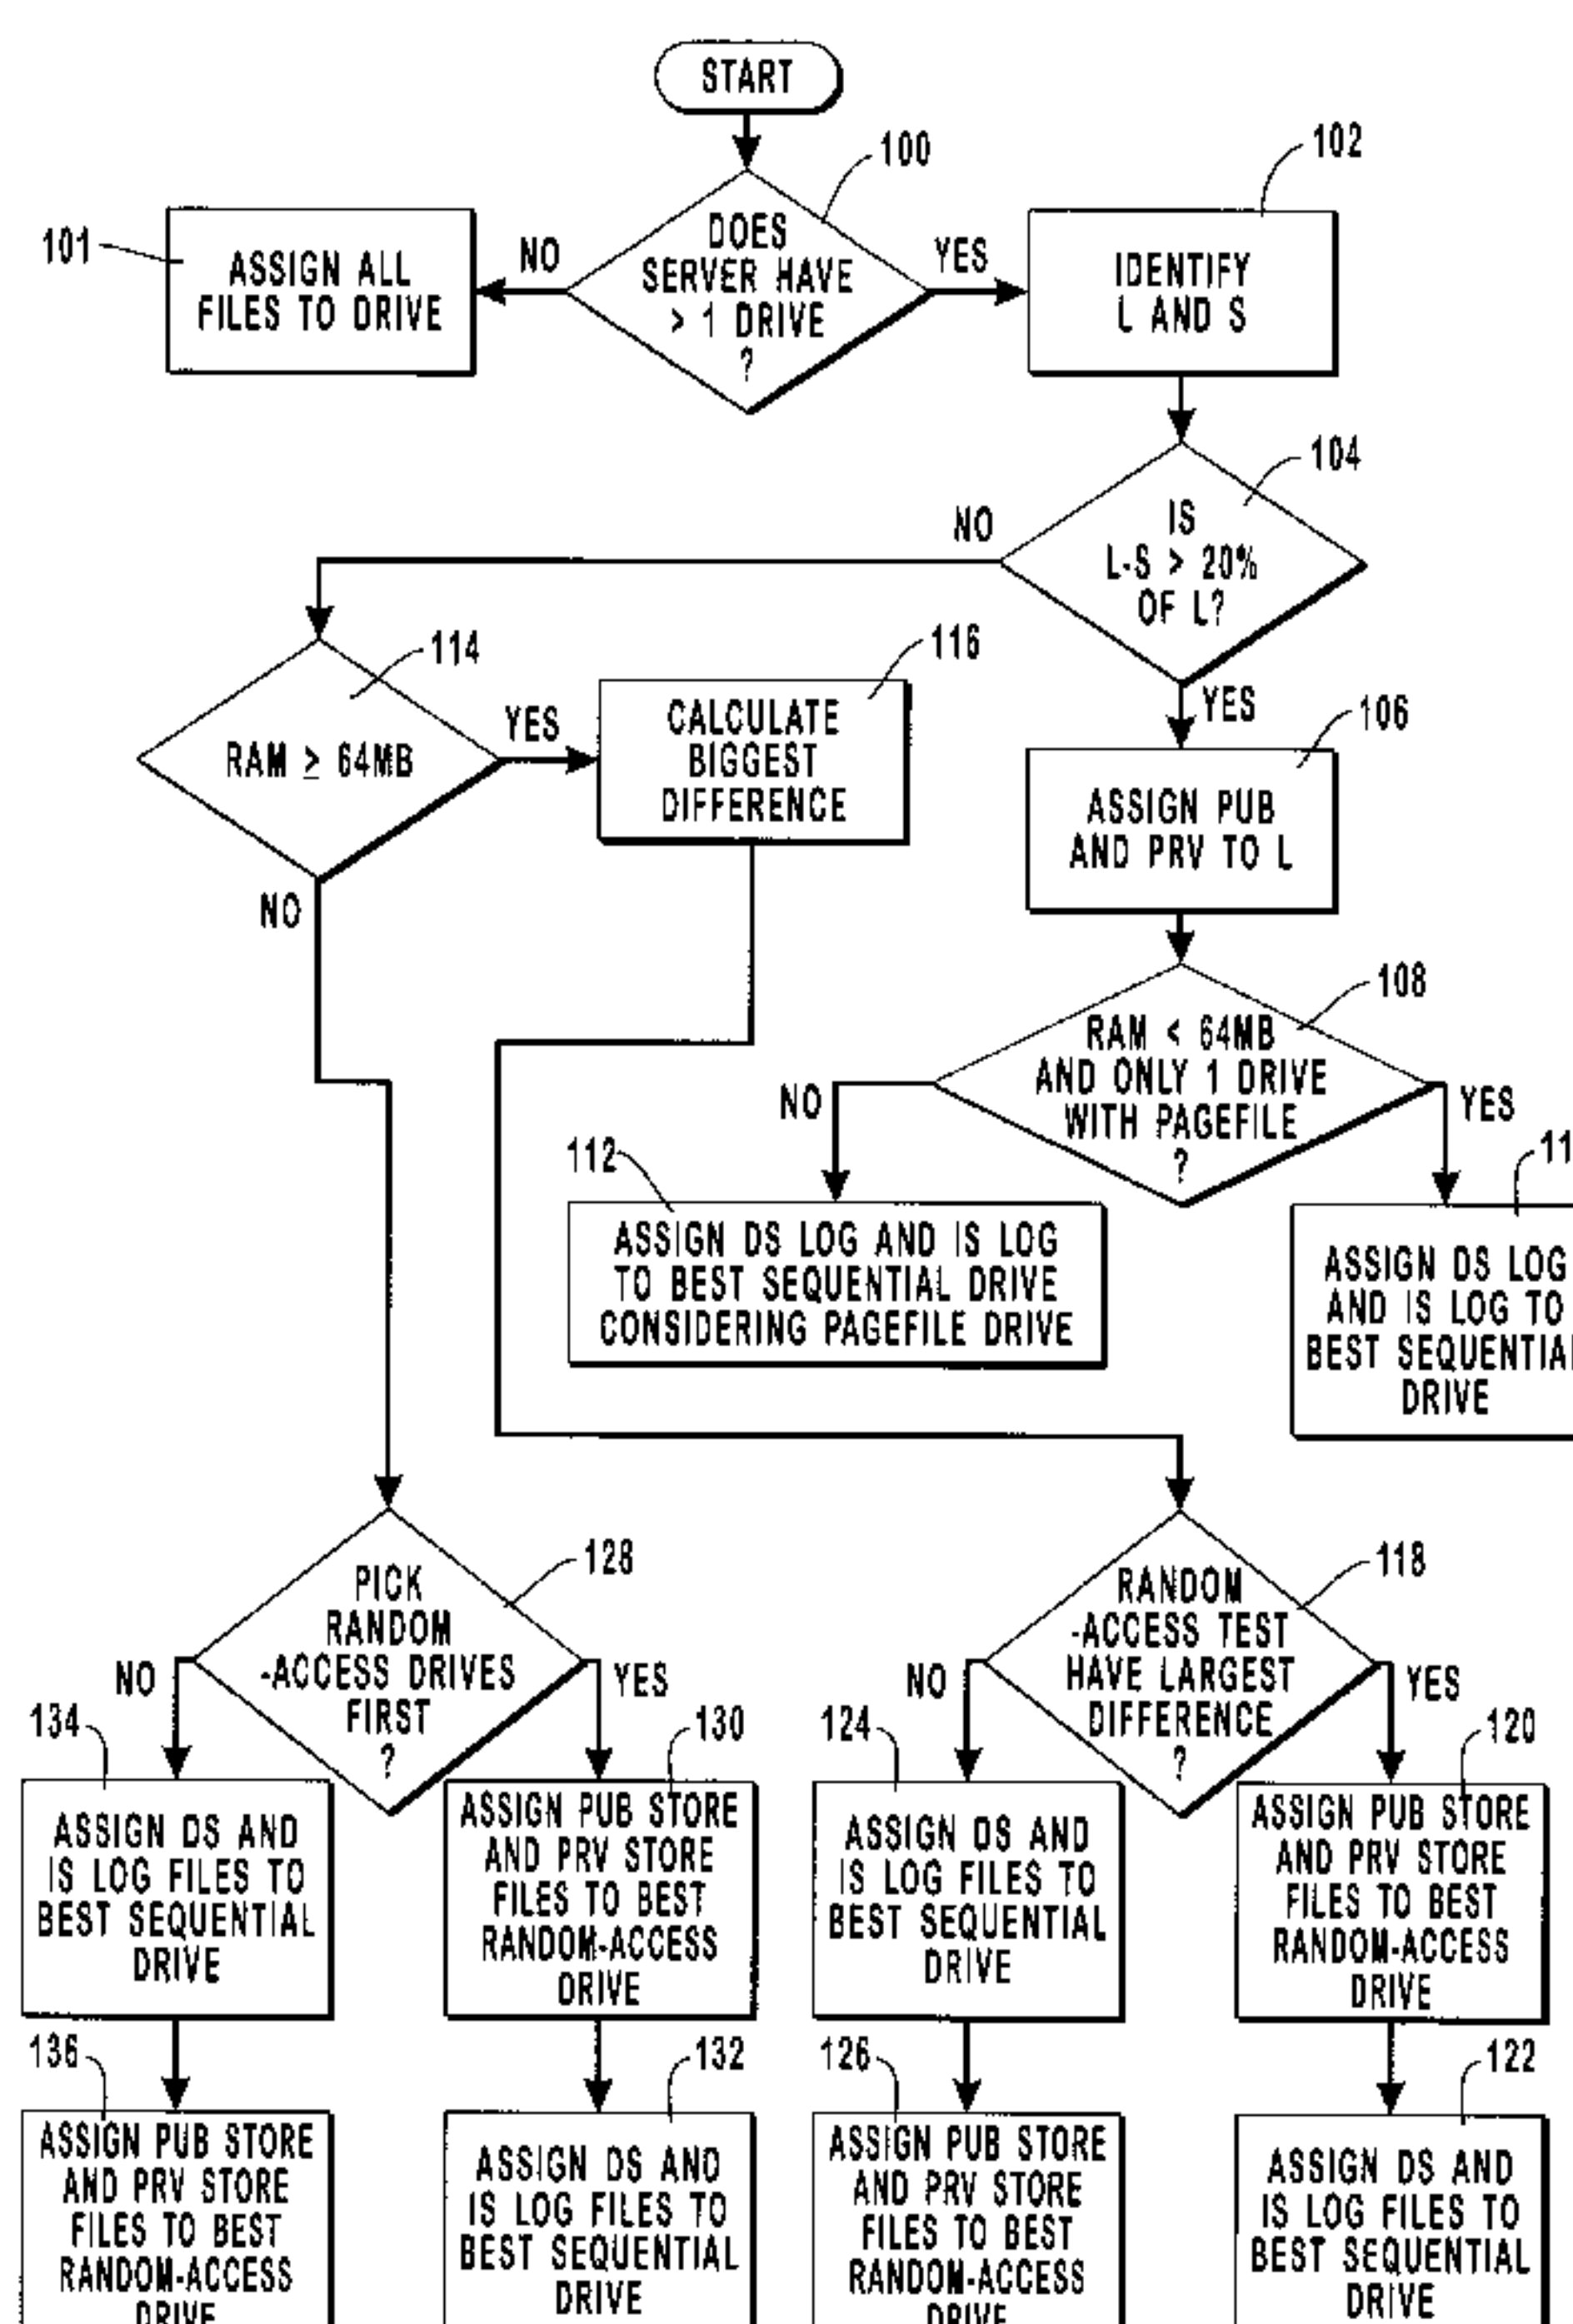 START
100
DOES
SERVER HAVE
> 1 DRIVE
?
NO
YES
101
ASSIGN ALL
FILES TO DRIVE
102
IDENTIFY
L AND S
104
IS
L-S > 20%
OF L?
NO
YES
114
RAM ≥ 64MB
YES
NO
116
CALCULATE
BIGGEST
DIFFERENCE
106
ASSIGN PUB
AND PRV TO L
108
RAM < 64MB
AND ONLY 1 DRIVE
WITH PAGEFILE
?
NO
YES
112
ASSIGN DS LOG AND IS LOG
TO BEST SEQUENTIAL DRIVE
CONSIDERING PAGEFILE DRIVE
11
ASSIGN DS LOG
AND IS LOG TO
BEST SEQUENTIAL
DRIVE
128
PICK
RANDOM
-ACCESS DRIVES
FIRST
?
NO
YES
118
RANDOM
-ACCESS TEST
HAVE LARGEST
DIFFERENCE
?
NO
YES
134
ASSIGN DS AND
IS LOG FILES TO
BEST SEQUENTIAL
DRIVE
130
ASSIGN PUB STORE
AND PRV STORE
FILES TO BEST
RANDOM-ACCESS
DRIVE
124
ASSIGN DS AND
IS LOG FILES TO
BEST SEQUENTIAL
DRIVE
120
ASSIGN PUB STORE
AND PRV STORE
FILES TO BEST
RANDOM-ACCESS
DRIVE
136
ASSIGN PUB STORE
AND PRV STORE
FILES TO BEST
RANDOM-ACCESS
DRIVE
132
ASSIGN DS AND
IS LOG FILES TO
BEST SEQUENTIAL
DRIVE
126
ASSIGN PUB STORE
AND PRV STORE
FILES TO BEST
RANDOM-ACCESS
DRIVE
122
ASSIGN DS AND
IS LOG FILES TO
BEST SEQUENTIAL
DRIVE